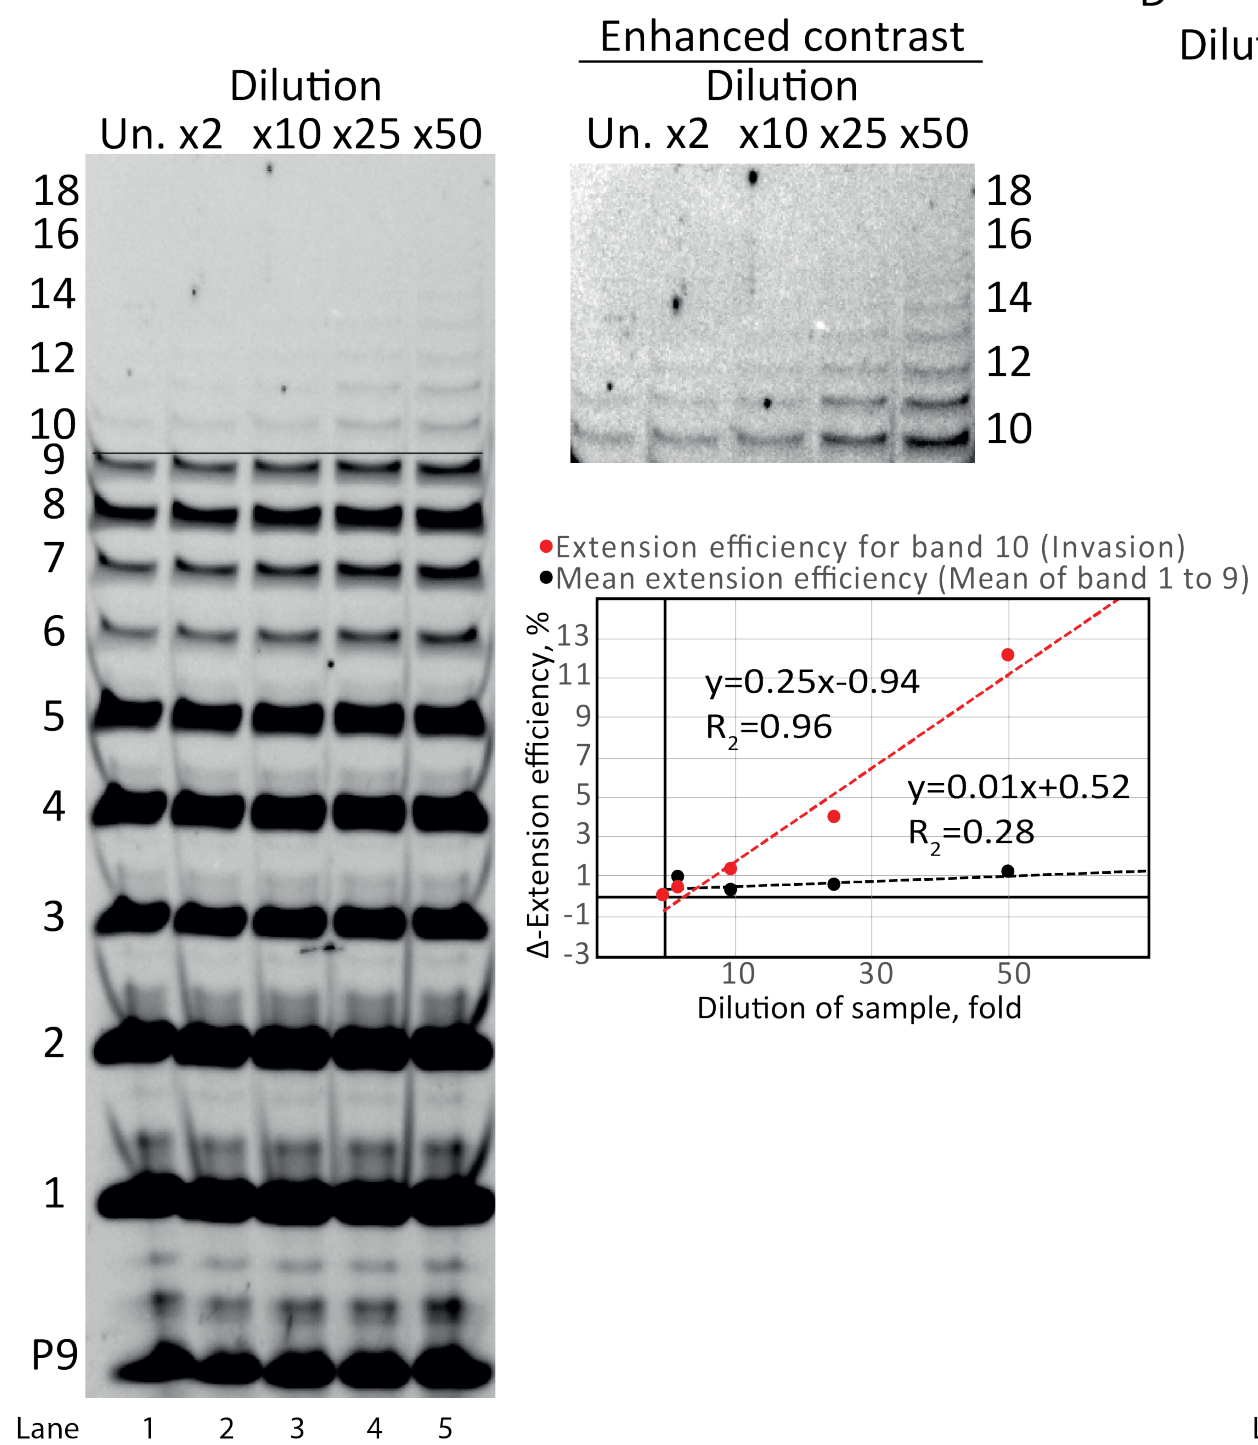 Dilution
Un. x2 x10 x25 x50
18
16
14
12
10
9
8
7
6
5
4
3
2
1
P9
Lane 1 2 3 4 5
Enhanced contrast
Dilution
Un. x2 x10 x25 x50
18
16
14
12
10
Extension efficiency for band 10 (Invasion)
Mean extension efficiency (Mean of band 1 to 9)
Δ-Extension efficiency, %
13
11
9
7
5
3
1
-1
-3
y=0.25x-0.94
R2=0.96
y=0.01x+0.52
R2=0.28
10 30 50
Dilution of sample, fold
Dilu